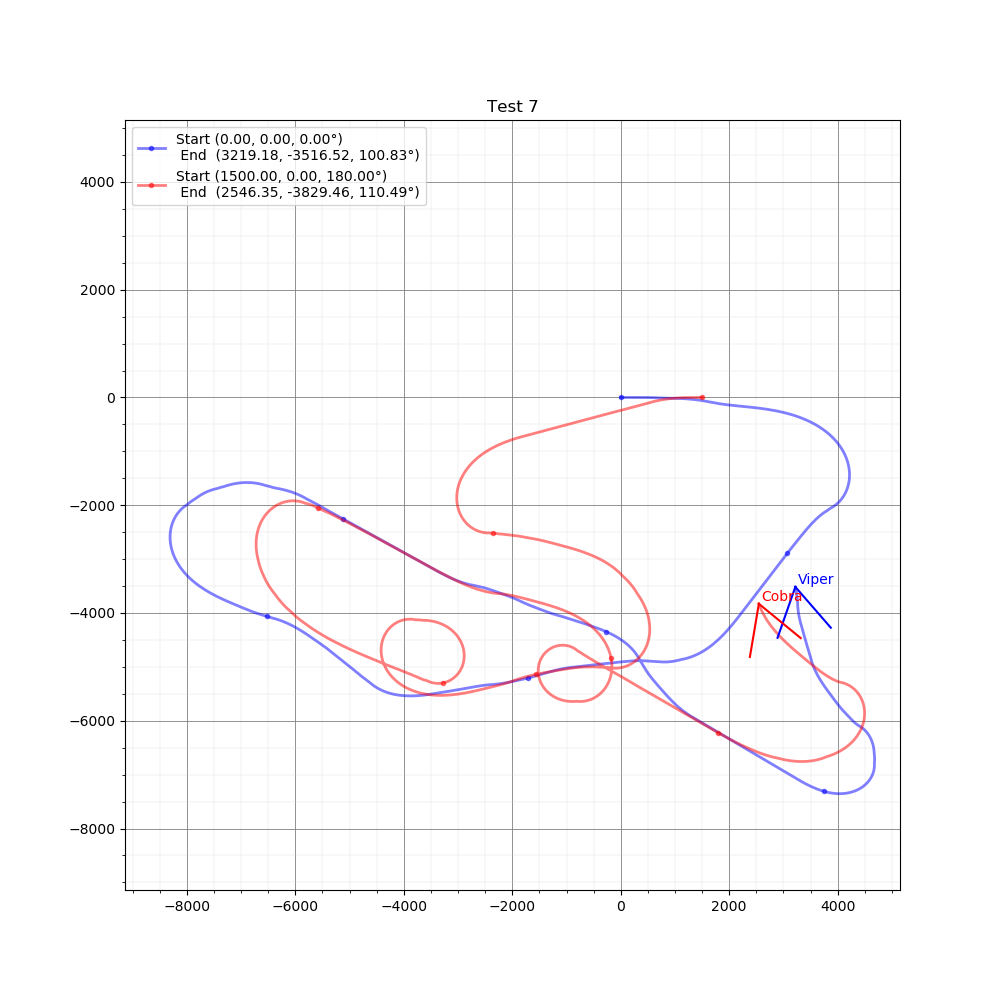 Test 7
Start (0.00, 0.00, 0.00°)
End (3219.18, -3516.52, 100.83°)
Start (1500.00, 0.00, 180.00°)
End (2546.35, -3829.46, 110.49°)
4000
2000
0
−2000
−4000
−6000
−8000
Viper
Cobra
−8000 −6000 −4000 −2000 0 2000 4000